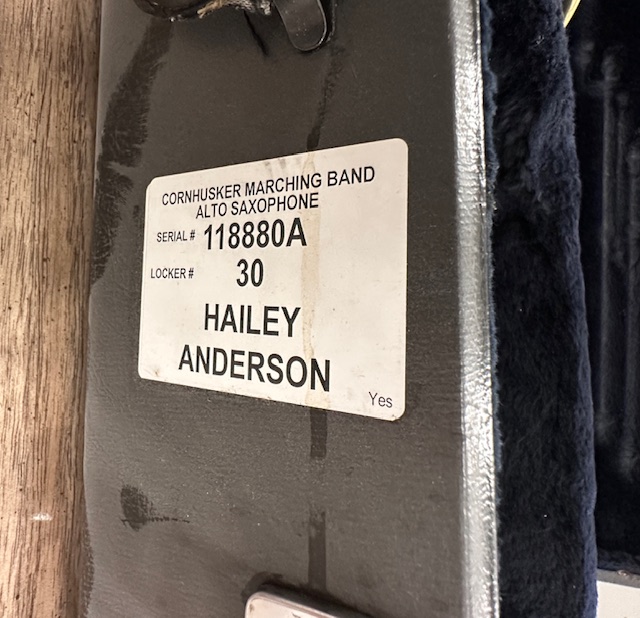 CORNHUSKER MARCHING BAND
ALTO SAXOPHONE
SERIAL # 118880A
LOCKER # 30
HAILEY
ANDERSON
Yes